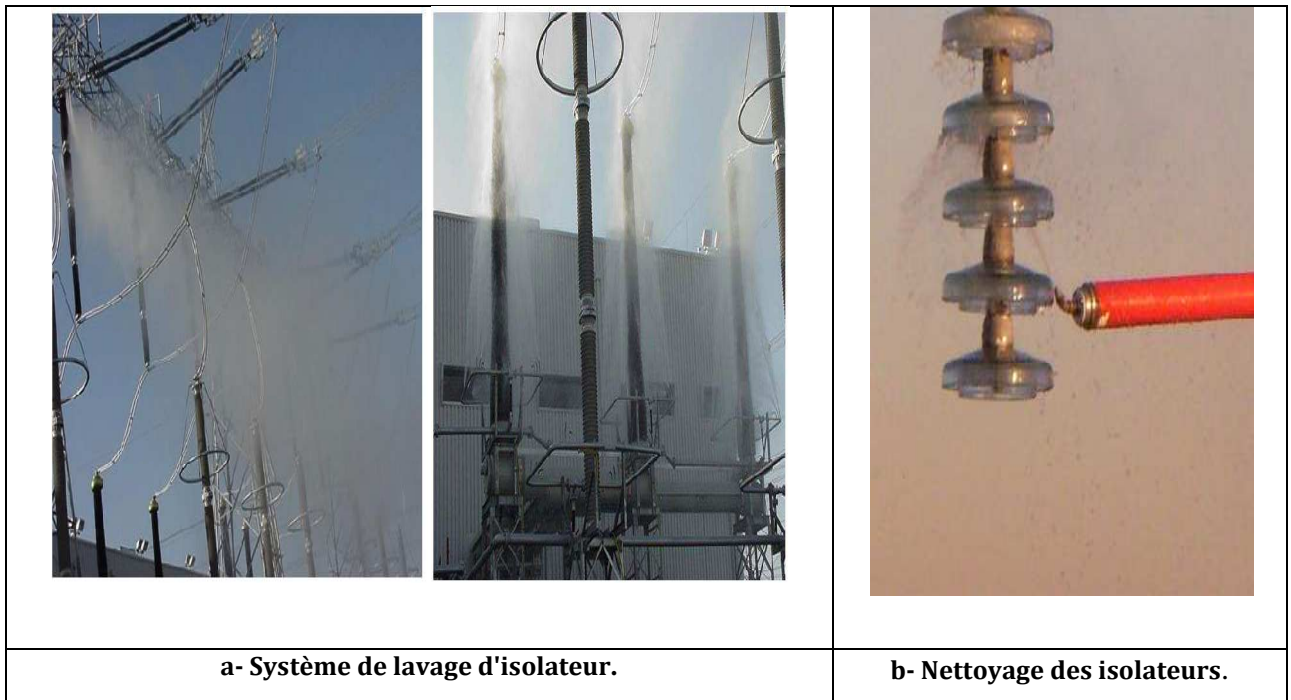 a- Système de lavage d'isolateur.
b- Nettoyage des isolateurs.